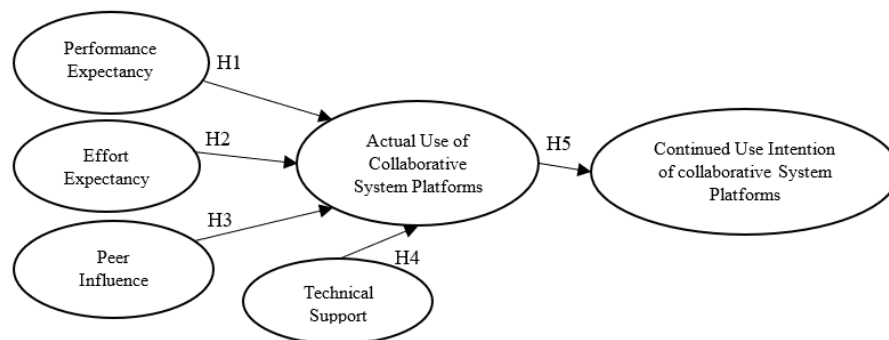 Performance
Expectancy
H1
Effort
Expectancy
H2
Peer
Influence
H3
Technical
Support
H4
Actual Use of
Collaborative
System Platforms
H5
Continued Use Intention
of collaborative System
Platforms